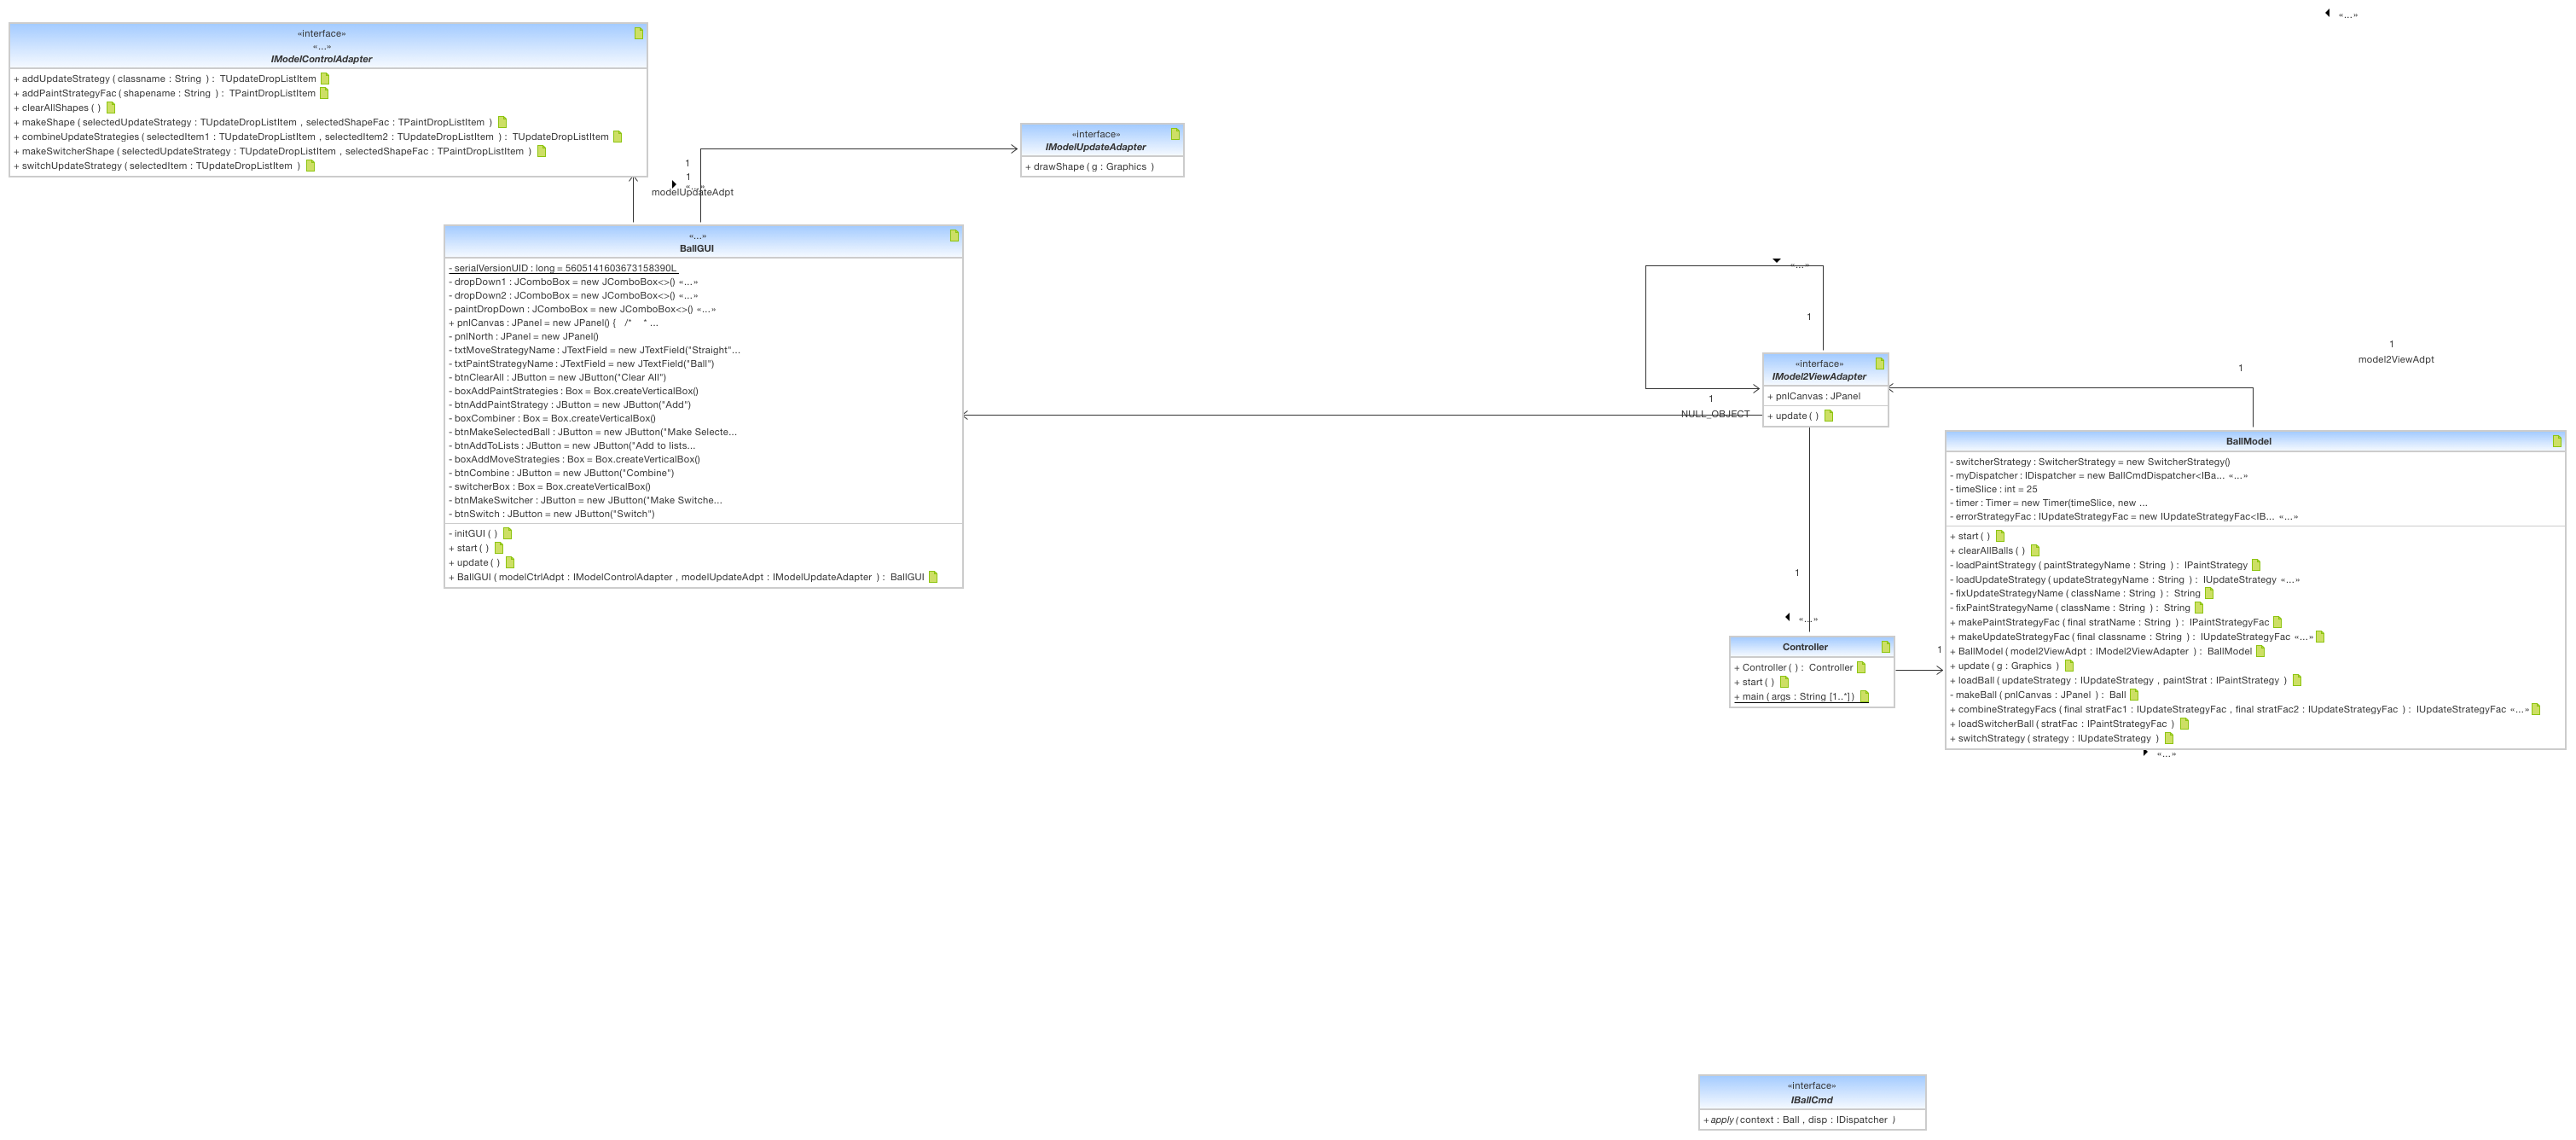 «...»
«interface»
«...»
IModelControlAdapter
+ addUpdateStrategy ( classname : String ) : TUpdateDropListItem
+ addPaintStrategyFac ( shapename : String ) : TPaintDropListItem
+ clearAllShapes ( )
+ makeShape ( selectedUpdateStrategy : TUpdateDropListItem , selectedShapeFac : TPaintDropListItem )
+ combineUpdateStrategies ( selectedItem1 : TUpdateDropListItem , selectedItem2 : TUpdateDropListItem ) : TUpdateDropListItem
+ makeSwitcherShape ( selectedUpdateStrategy : TUpdateDropListItem , selectedShapeFac : TPaintDropListItem )
+ switchUpdateStrategy ( selectedItem : TUpdateDropListItem )
1
1
«...»
modelUpdateAdpt
«interface»
IModelUpdateAdapter
+ drawShape ( g : Graphics )
«...»
BallGUI
- serialVersionUID : long = 5605141603673158390L
- dropDown1 : JComboBox = new JComboBox<>() «...»
- dropDown2 : JComboBox = new JComboBox<>() «...»
- paintDropDown : JComboBox = new JComboBox<>() «...»
+ pnlCanvas : JPanel = new JPanel() { /* * ...
- pnlNorth : JPanel = new JPanel()
- txtMoveStrategyName : JTextField = new JTextField("Straight"...
- txtPaintStrategyName : JTextField = new JTextField("Ball")
- btnClearAll : JButton = new JButton("Clear All")
- boxAddPaintStrategies : Box = Box.createVerticalBox()
- btnAddPaintStrategy : JButton = new JButton("Add")
- boxCombiner : Box = Box.createVerticalBox()
- btnMakeSelectedBall : JButton = new JButton("Make Selecte...
- btnAddToLists : JButton = new JButton("Add to lists...
- boxAddMoveStrategies : Box = Box.createVerticalBox()
- btnCombine : JButton = new JButton("Combine")
- switcherBox : Box = Box.createVerticalBox()
- btnMakeSwitcher : JButton = new JButton("Make Switche...
- btnSwitch : JButton = new JButton("Switch")
- initGUI ( )
+ start ( )
+ update ( )
+ BallGUI ( modelCtrlAdpt : IModelControlAdapter , modelUpdateAdpt : IModelUpdateAdapter ) : BallGUI
«...»
1
«interface»
IModel2ViewAdapter
+ pnlCanvas : JPanel
+ update ( )
1
NULL_OBJECT
1
model2ViewAdpt
1
1
«...»
Controller
+ Controller ( ) : Controller
+ start ( )
+ main ( args : String [1..*] )
1
BallModel
- switcherStrategy : SwitcherStrategy = new SwitcherStrategy()
- myDispatcher : IDispatcher = new BallCmdDispatcher<IBa... «...»
- timeSlice : int = 25
- timer : Timer = new Timer(timeSlice, new ...
- errorStrategyFac : IUpdateStrategyFac = new IUpdateStrategyFac<IB... «...»
+ start ( )
+ clearAllBalls ( )
- loadPaintStrategy ( paintStrategyName : String ) : IPaintStrategy
- loadUpdateStrategy ( updateStrategyName : String ) : IUpdateStrategy «...»
- fixUpdateStrategyName ( className : String ) : String
- fixPaintStrategyName ( className : String ) : String
+ makePaintStrategyFac ( final stratName : String ) : IPaintStrategyFac
+ makeUpdateStrategyFac ( final classname : String ) : IUpdateStrategyFac «...»
+ BallModel ( model2ViewAdpt : IModel2ViewAdapter ) : BallModel
+ update ( g : Graphics )
+ loadBall ( updateStrategy : IUpdateStrategy , paintStrat : IPaintStrategy )
- makeBall ( pnlCanvas : JPanel ) : Ball
+ combineStrategyFacs ( final stratFac1 : IUpdateStrategyFac , final stratFac2 : IUpdateStrategyFac ) : IUpdateStrategyFac «...»
+ loadSwitcherBall ( stratFac : IPaintStrategyFac )
+ switchStrategy ( strategy : IUpdateStrategy )
«...»
«interface»
IBallCmd
+ apply ( context : Ball , disp : IDispatcher )